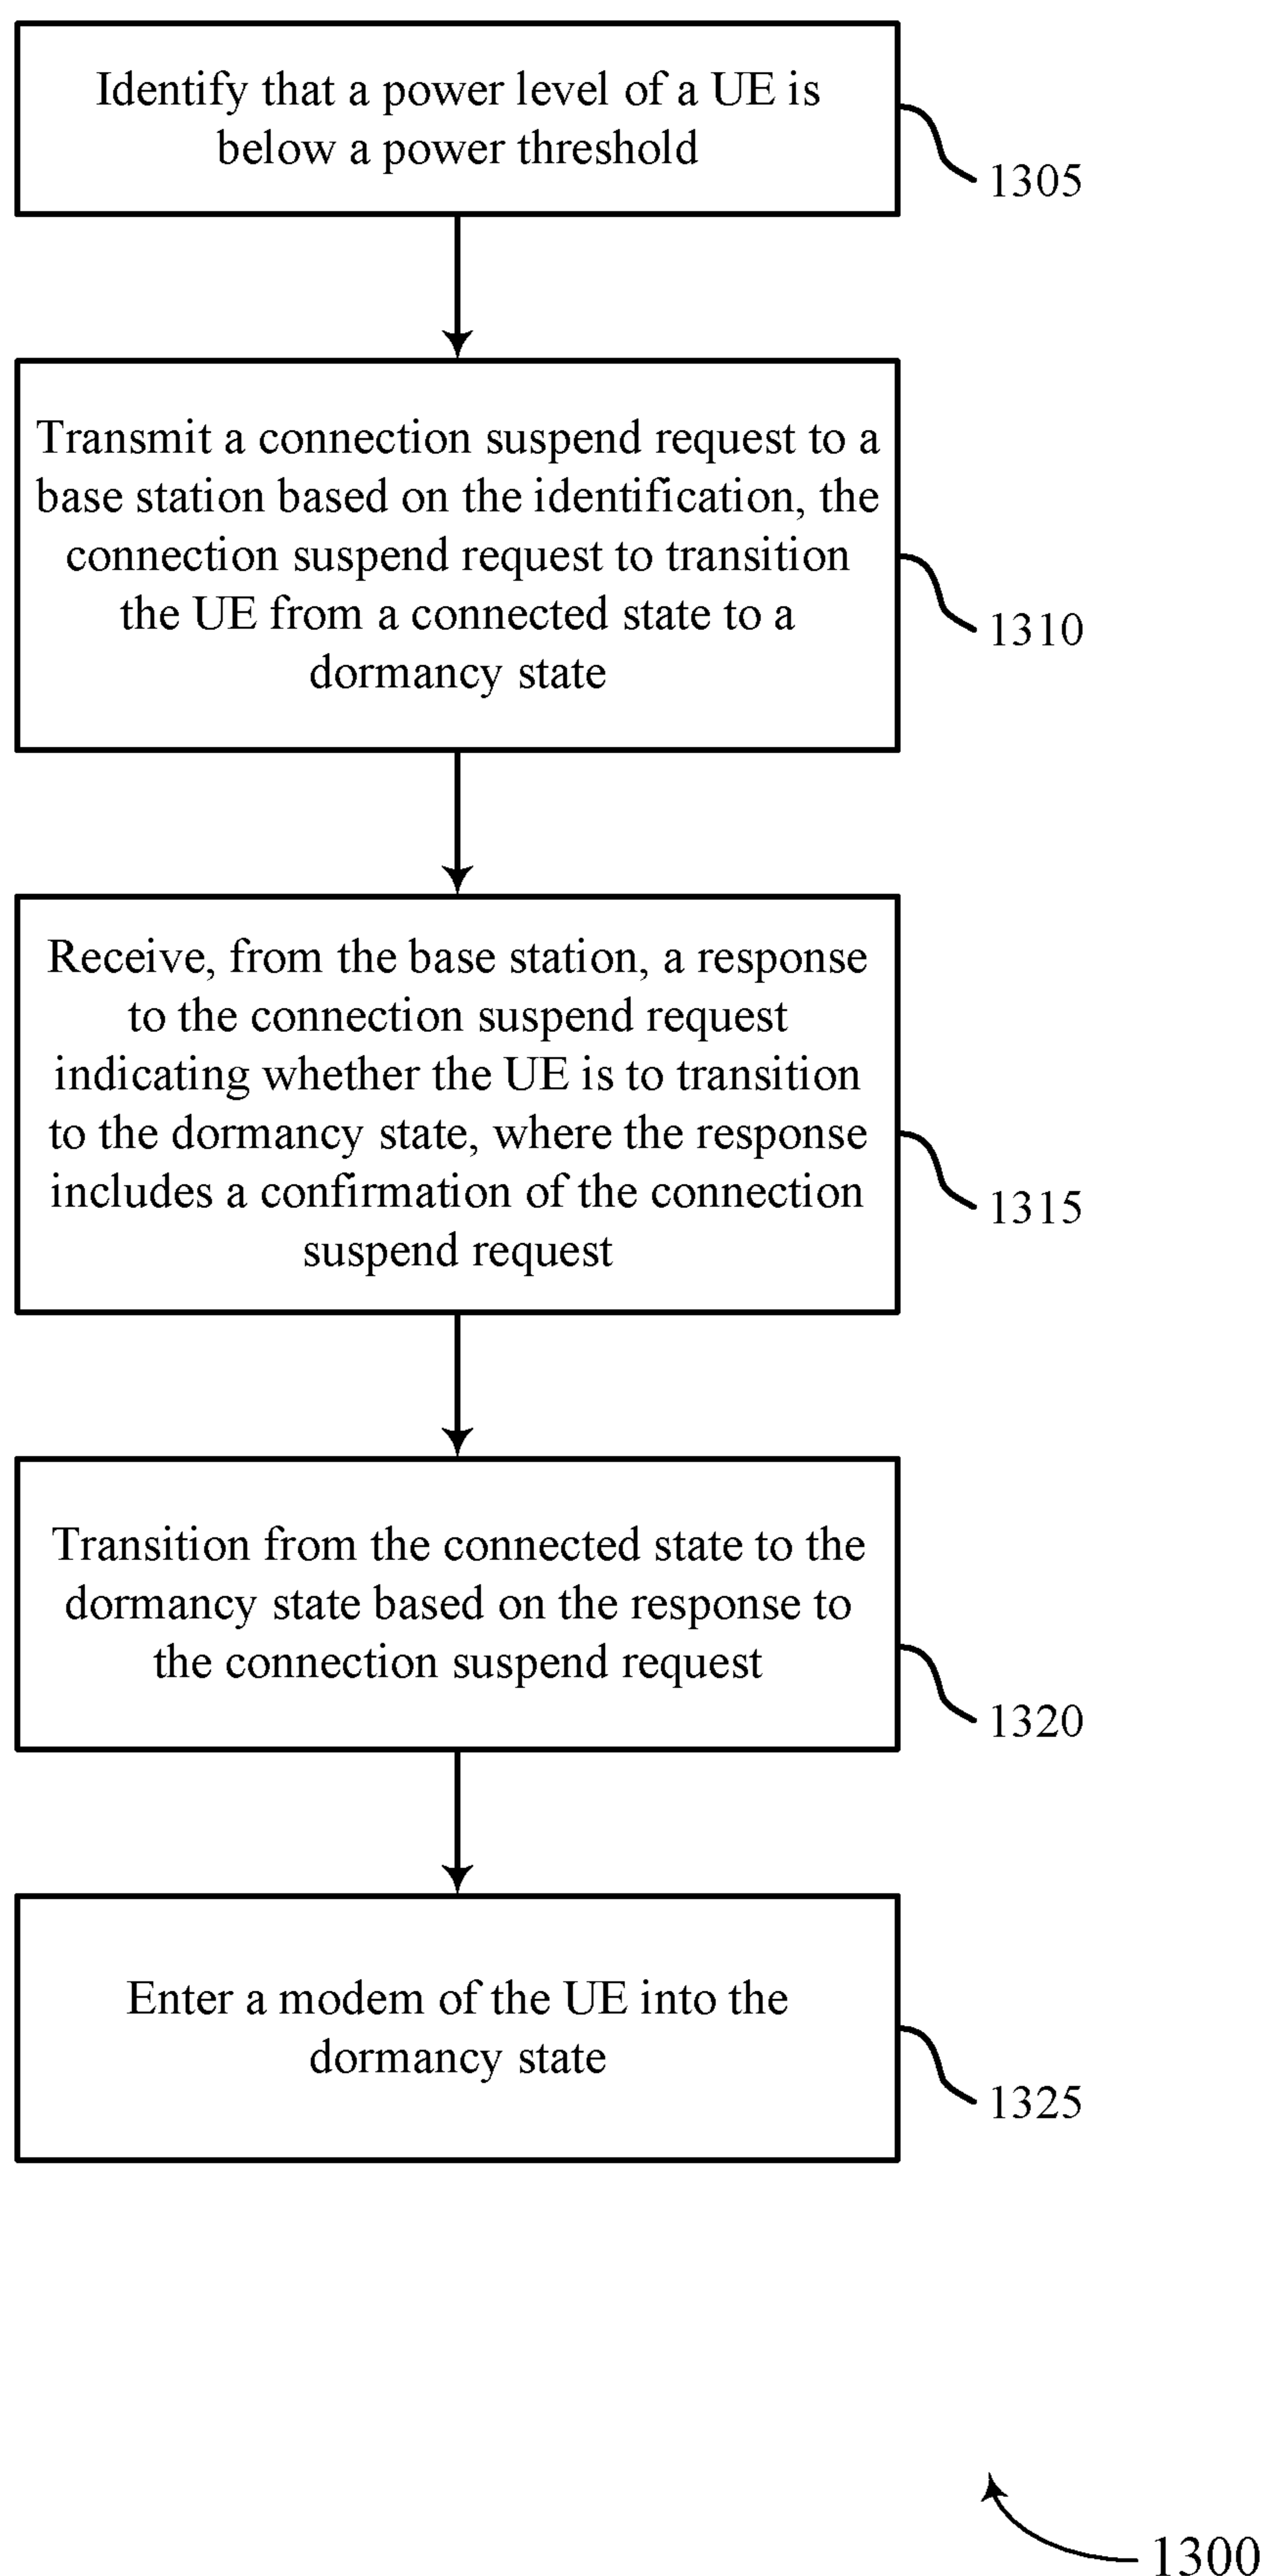 Identify that a power level of a UE is
below a power threshold
1305
Transmit a connection suspend request to a
base station based on the identification, the
connection suspend request to transition
the UE from a connected state to a
dormancy state
1310
Receive, from the base station, a response
to the connection suspend request
indicating whether the UE is to transition
to the dormancy state, where the response
includes a confirmation of the connection
suspend request
1315
Transition from the connected state to the
dormancy state based on the response to
the connection suspend request
1320
Enter a modem of the UE into the
dormancy state
1325
1300